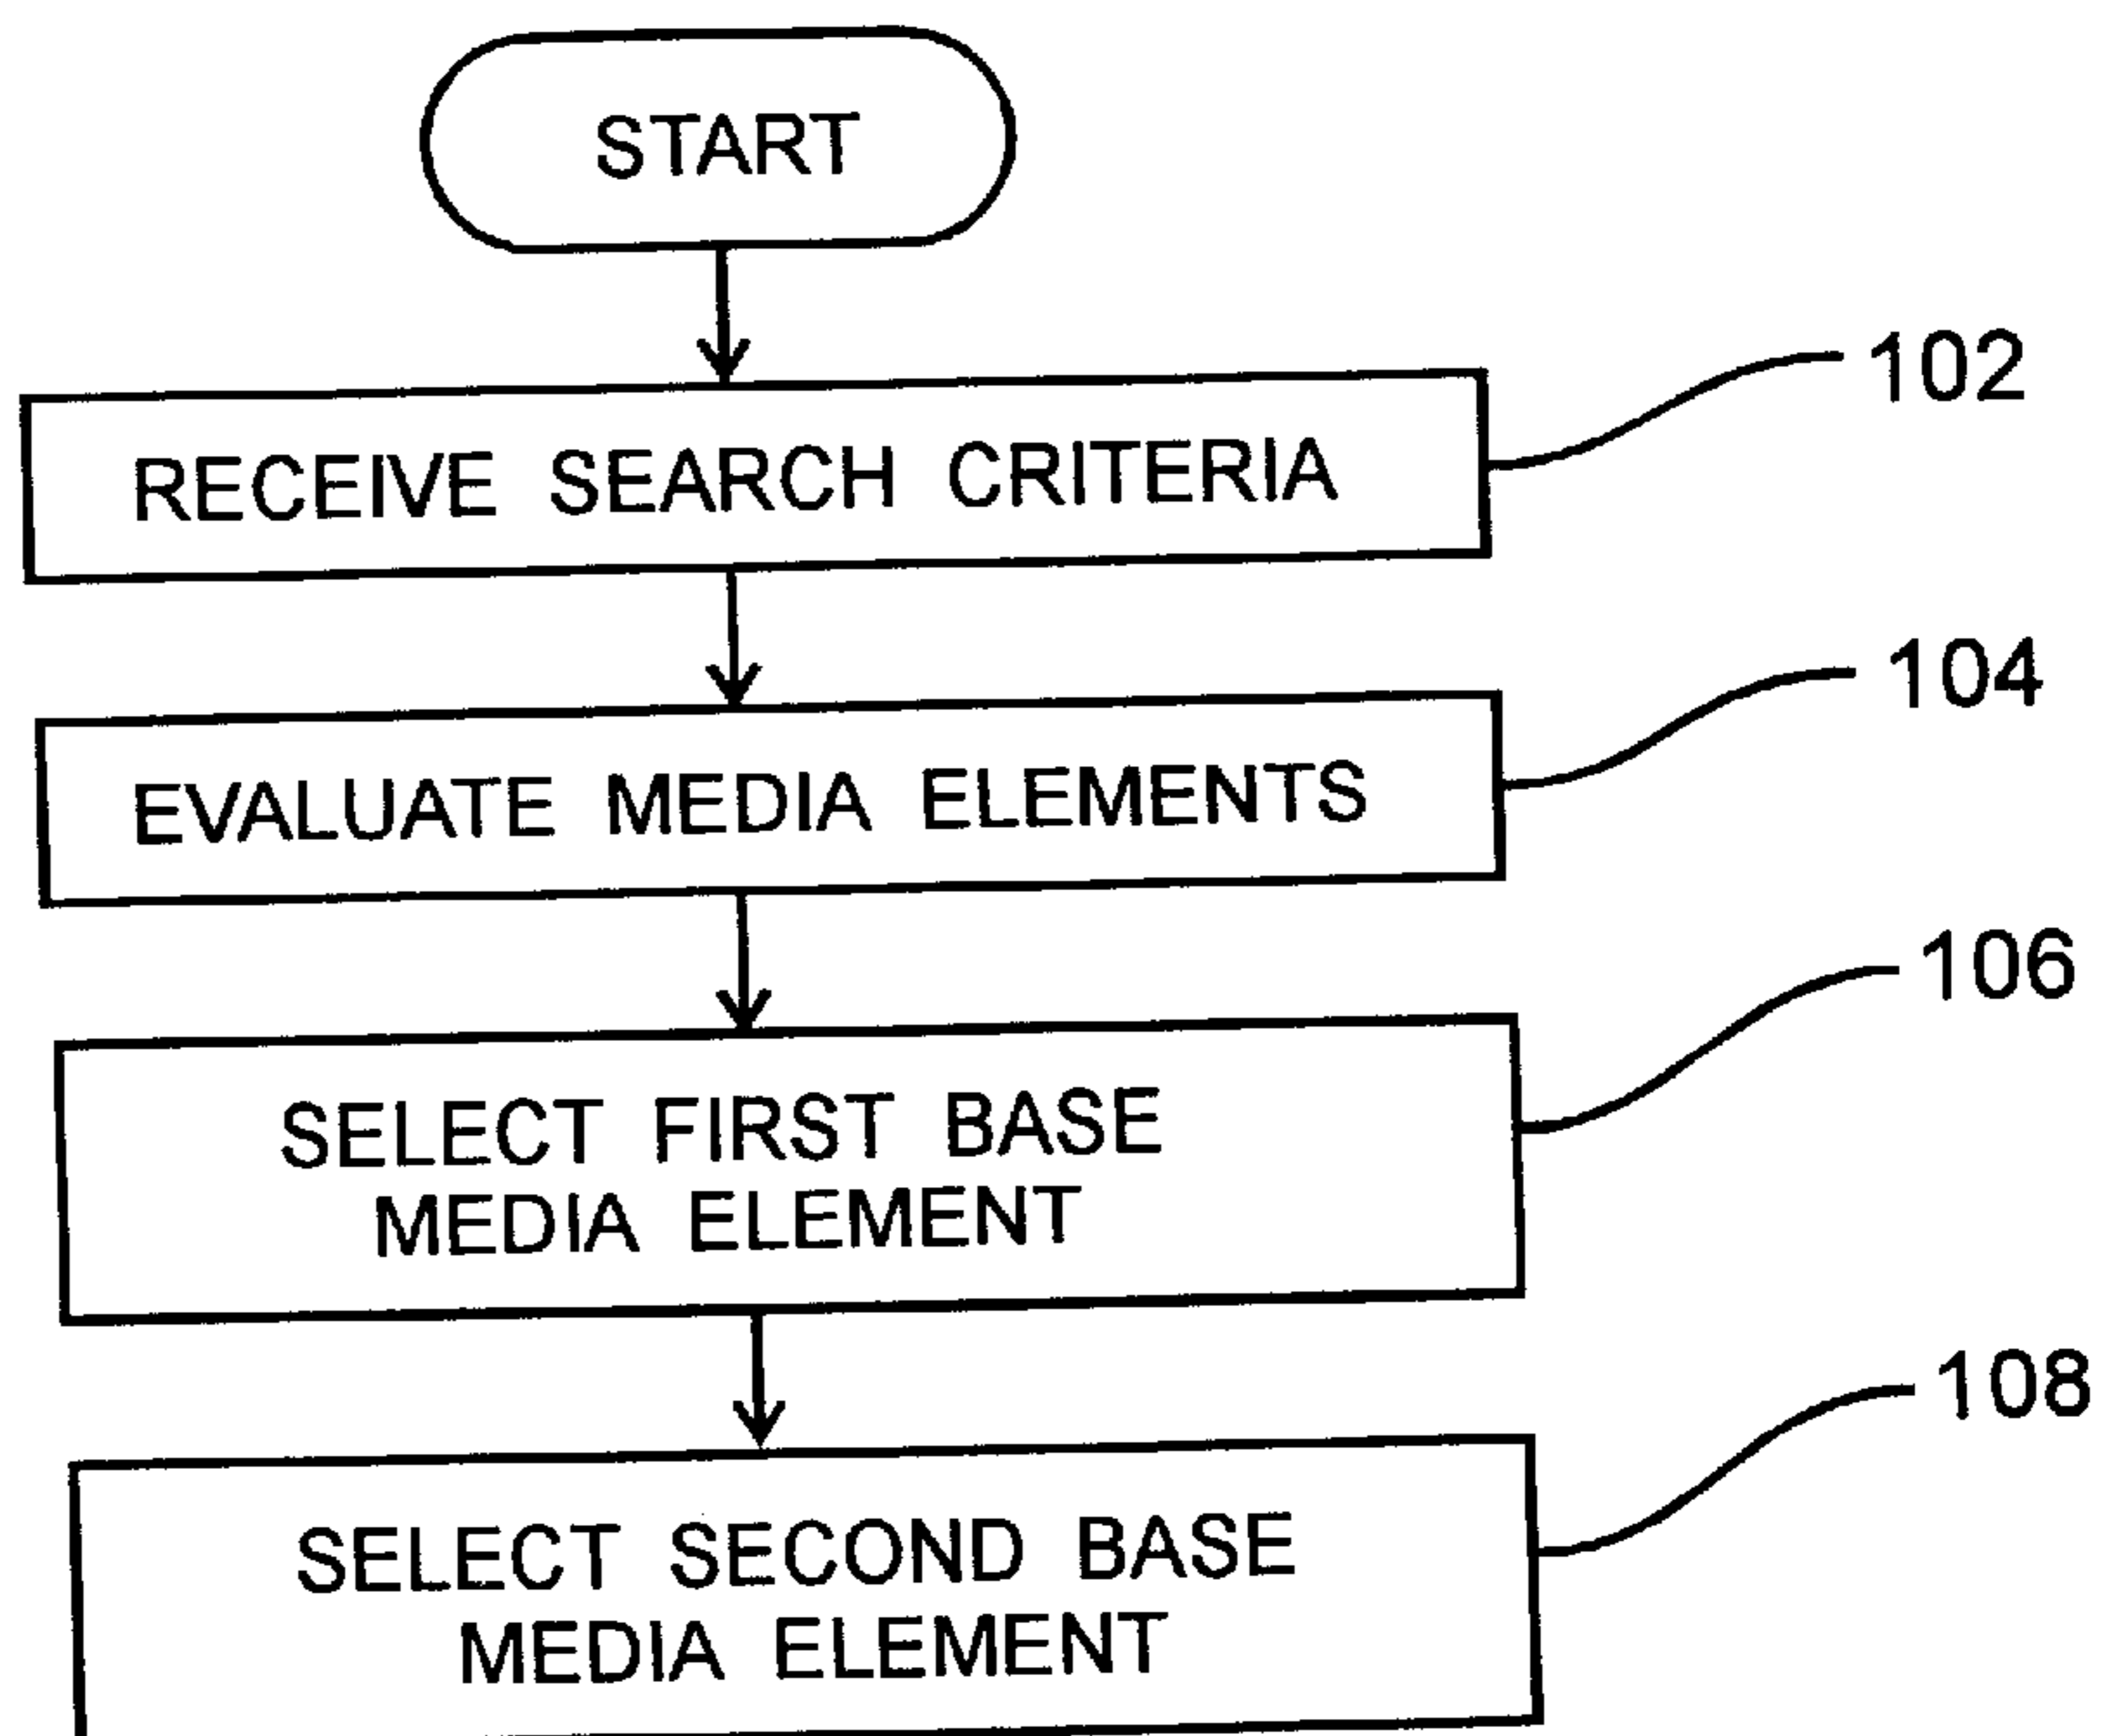 START
102
RECEIVE SEARCH CRITERIA
104
EVALUATE MEDIA ELEMENTS
106
SELECT FIRST BASE
MEDIA ELEMENT
108
SELECT SECOND BASE
MEDIA ELEMENT